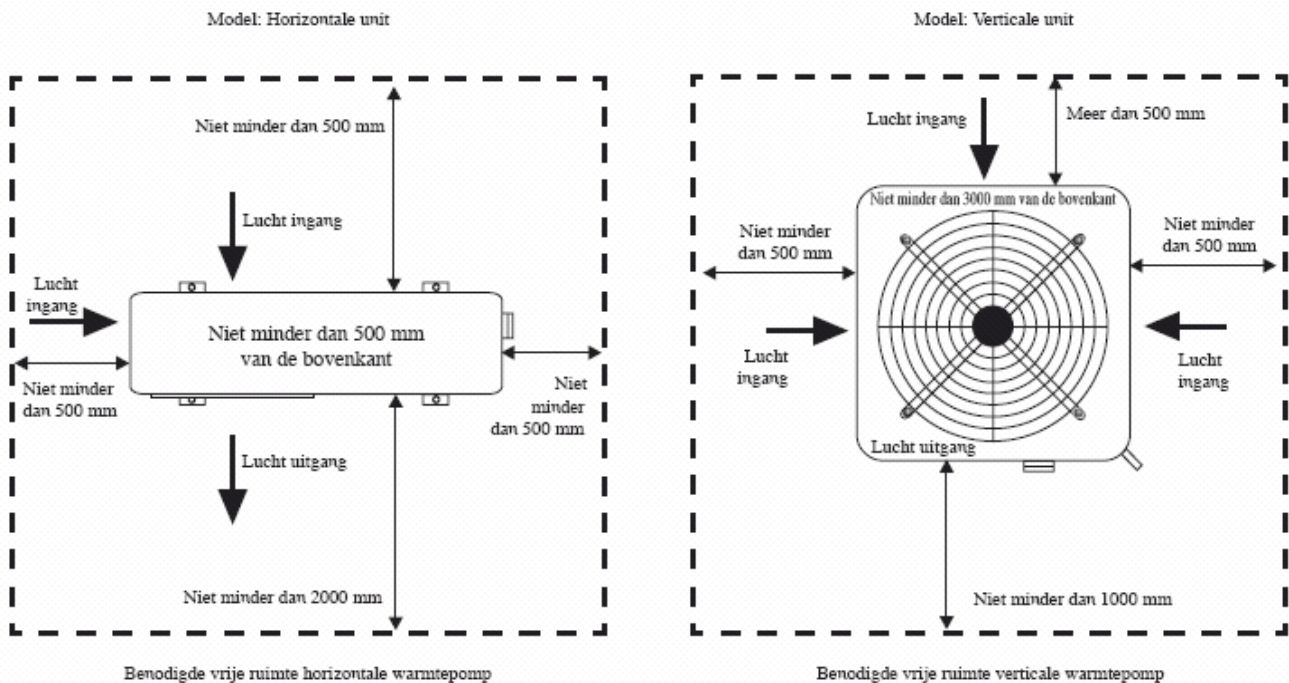 Model: Horizontale unit
Niet minder dan 500 mm
Lucht ingang
Lucht
ingang
Niet minder dan 500 mm
van de bovenkant
Niet minder
dan 500 mm
Niet
minder
dan 500 mm
Lucht uitgang
Niet minder dan 2000 mm
Benodigde vrije ruimte horizontale warmtepomp
Model: Verticale unit
Lucht ingang
Meer dan 500 mm
Niet minder dan 3000 mm van de bovenkant
Niet minder
dan 500 mm
Niet minder
dan 500 mm
Lucht
ingang
Lucht
ingang
Lucht uitgang
Niet minder dan 1000 mm
Benodigde vrije ruimte verticale warmtepomp